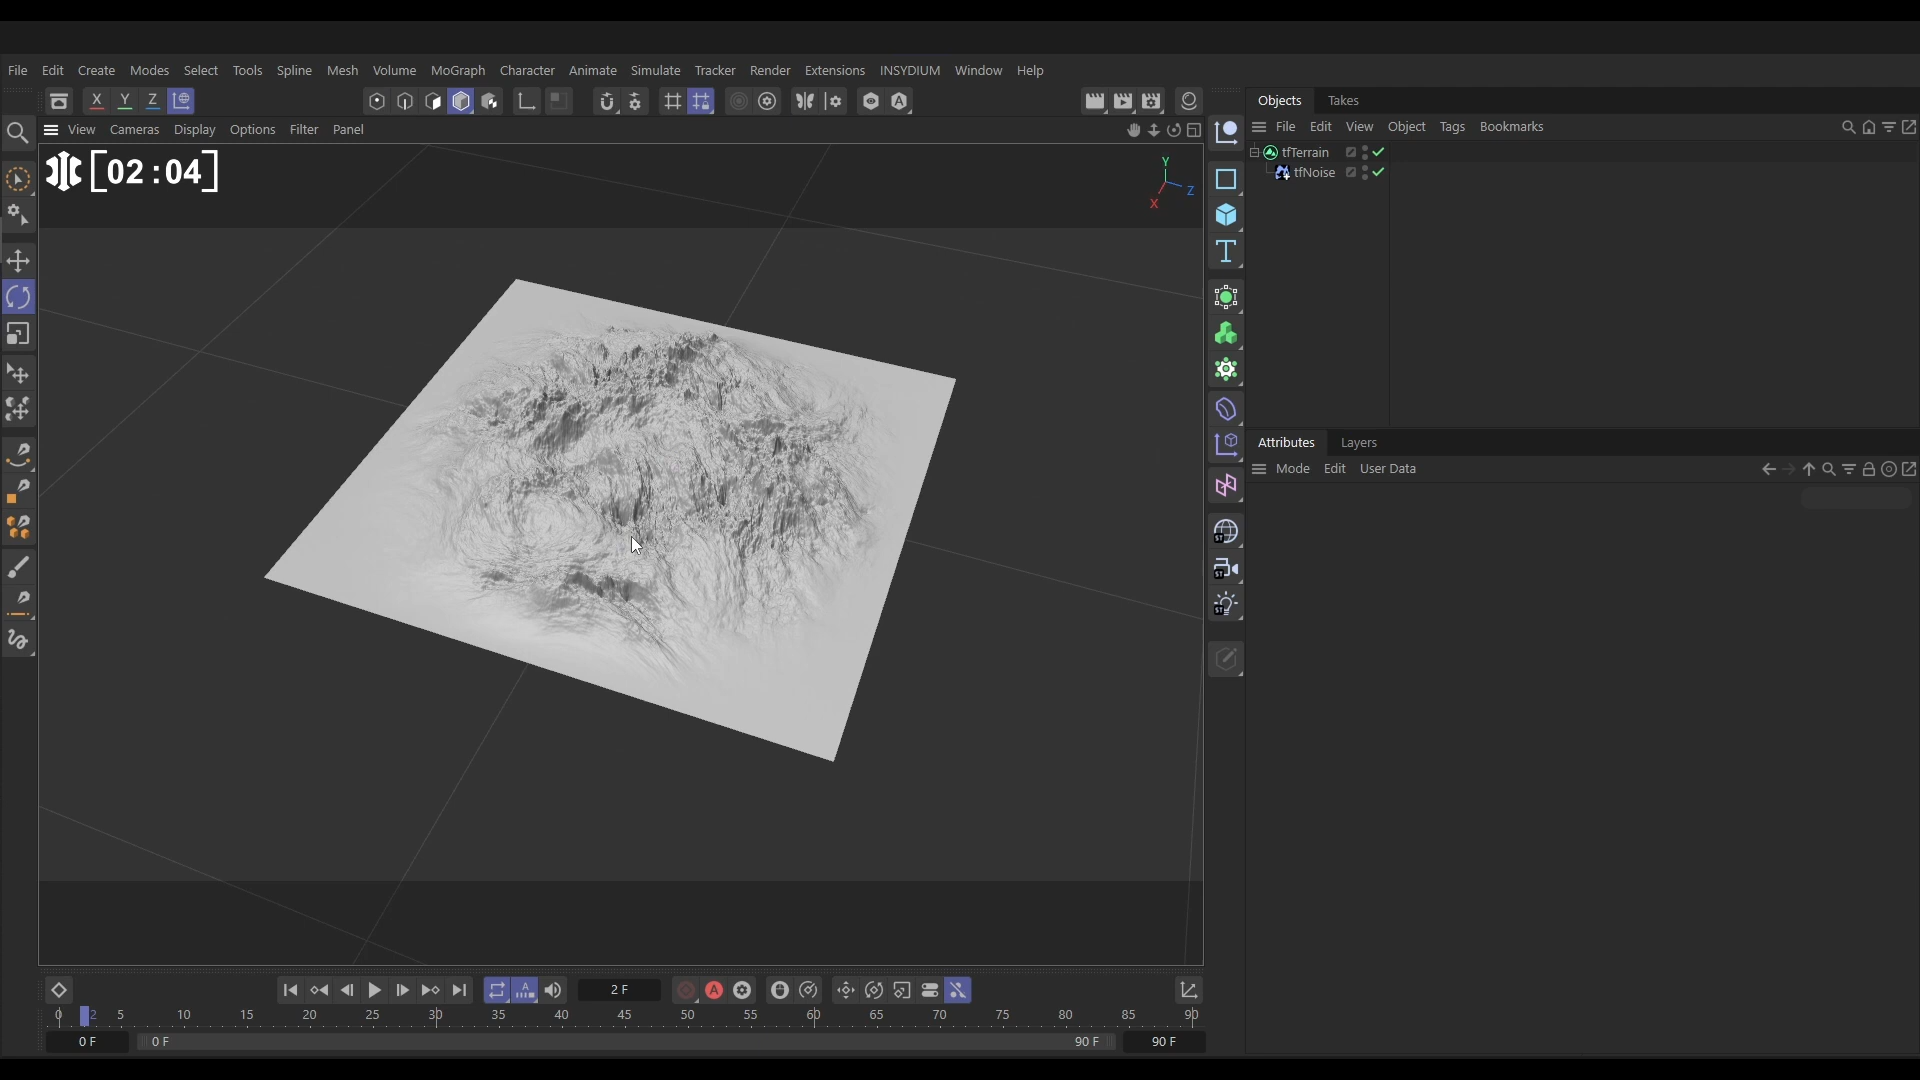 File Edit Create Modes Select Tools Spline Mesh Volume MoGraph Character Animate Simulate Tracker Render Extensions INSYDIUM Window Help
X Y Z
View Cameras Display Options Filter Panel
[02:04]
Y
Z
X
Objects Takes
File Edit View Object Tags Bookmarks
tfTerrain
tfNoise
Attributes Layers
Mode Edit User Data
2 F
0 2 5 10 15 20 25 30 35 40 45 50 55 60 65 70 75 80 85 90
0 F 0 F 90 F 90 F